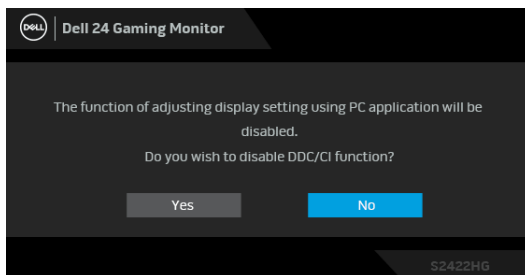 DELL
Dell 24 Gaming Monitor
The function of adjusting display setting using PC application will be
disabled.
Do you wish to disable DDC/CI function?
Yes
No
S2422HG